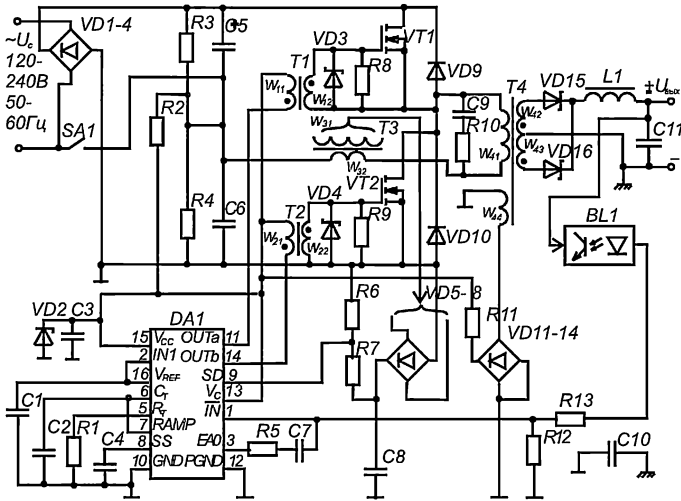 VD1-4
R3
C5
VD3
VT1
~Uc
120-
240В
50-
60Гц
T1
R8
VD9
W11
W12
T4
VD15
L1
± Uвых
R2
C9
R10
W42
W31
T3
C11
SA1
W41
W43
W32
VD16
VT2
R4
C6
T2
VD4
R9
W44
BL1
W21
W22
VD10
R6
VD5-8
VD2
C3
R11
DA1
VD11-14
15
VCC
OUTa
11
2
IN1
OUTb
14
R7
16
VREF
SD
9
6
CT
VC
13
R13
C1
5
RT
IN
1
C2
R1
7
RAMP
C4
8
SS
EA0
3
R5
C7
R12
C10
10
GND
PGND
12
C8
−